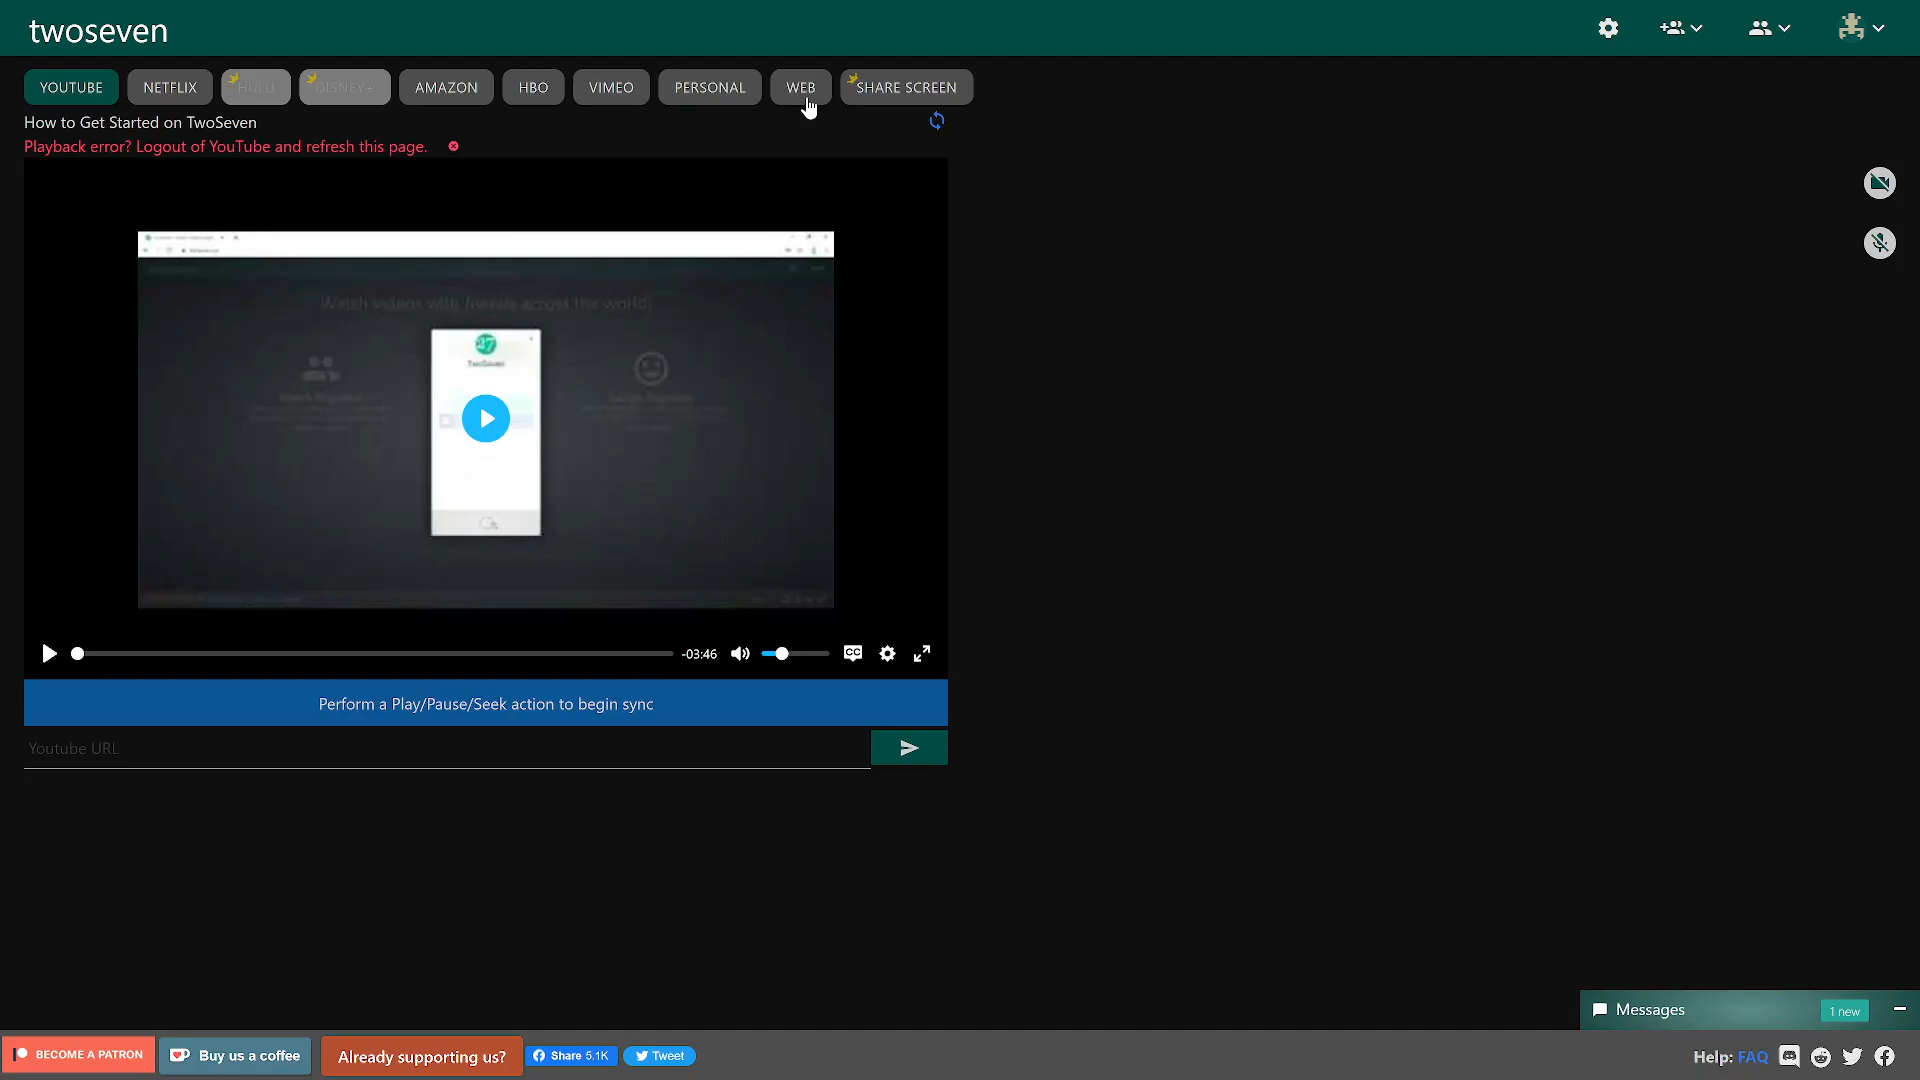 twoseven
YOUTUBE NETFLIX HULU DISNEY+ AMAZON HBO VIMEO PERSONAL WEB SHARE SCREEN
How to Get Started on TwoSeven
Playback error? Logout of YouTube and refresh this page.
Watch videos with friends across the world
27
TwoSeven
-03:46
CC
Perform a Play/Pause/Seek action to begin sync
Youtube URL
Messages 1 new
BECOME A PATRON Buy us a coffee Already supporting us? Share 5.1K Tweet Help: FAQ